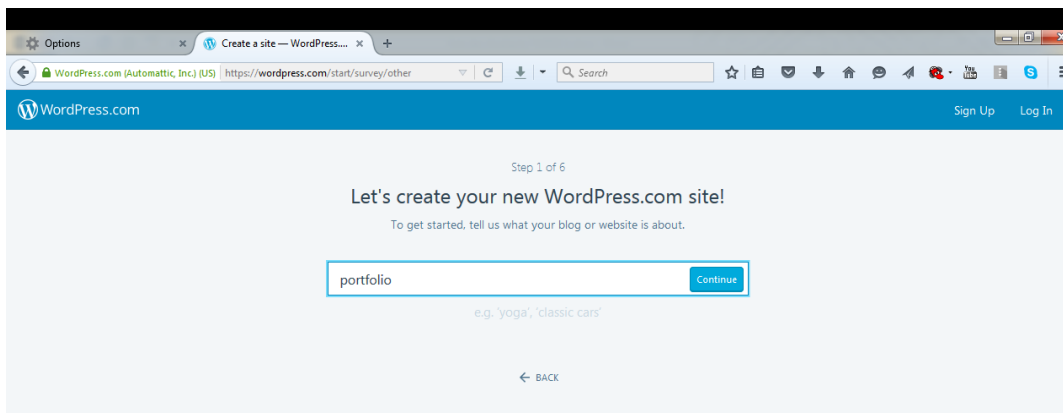 Options
Create a site — WordPress....
WordPress.com (Automattic, Inc.) (US) https://wordpress.com/start/survey/other Search
WordPress.com Sign Up Log In
Step 1 of 6
Let's create your new WordPress.com site!
To get started, tell us what your blog or website is about.
portfolio Continue
e.g. 'yoga', 'classic cars'
BACK